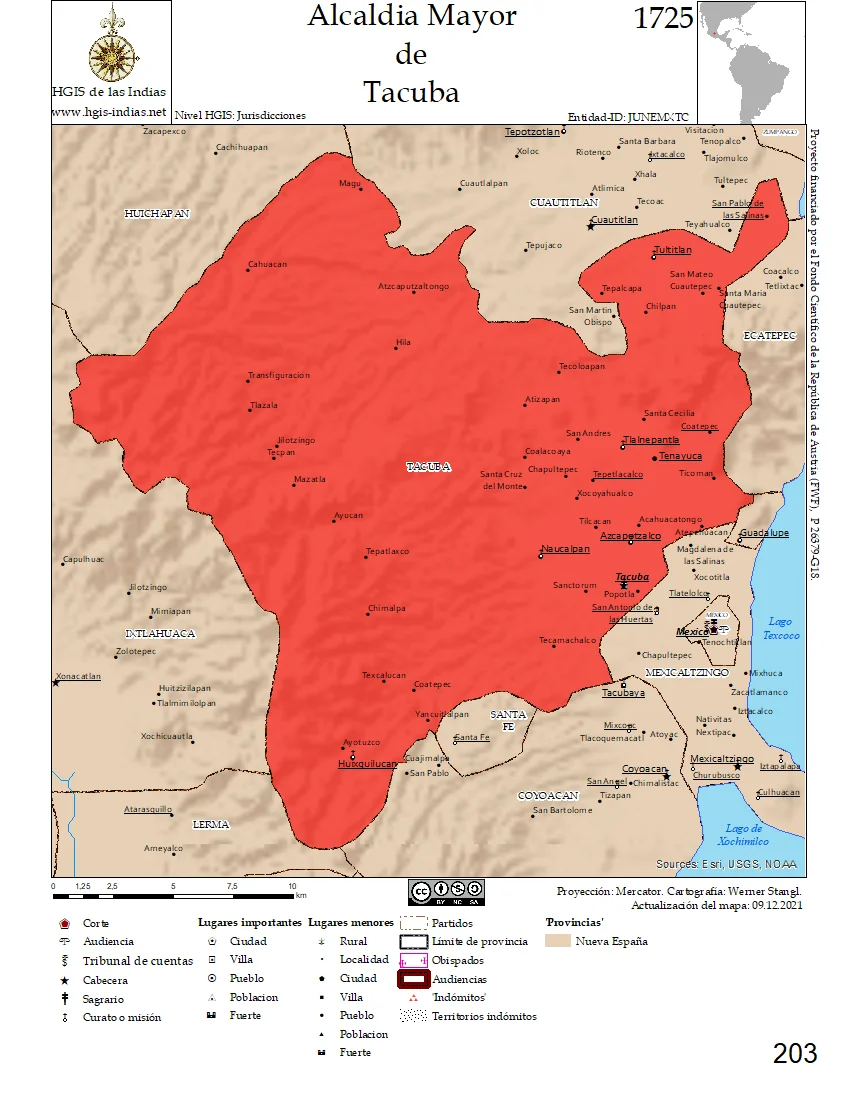 Alcaldia Mayor
de
Tacuba
1725
HGIS de las Indias
www.hgis-indias.net
Nivel HGIS: Jurisdicciones
Entidad-ID: JUNEMXTC
Proyecto financiado por el Fondo Científico de la República de Austria (FWF), P 26379-G18.
Zacapexco
Cachihuapan
Tepotzotlan
Xoloc
Riotenco
Santa Barbara
Ixtacalco
Visitacion
Tenopalco
Tlajomulco
ZUMPANGO
Magu
Cuautlalpan
Xhala
Atlimica
Tultepec
HUICHAPAN
CUAUTITLAN
Tecoac
San Pablo de
las Salinas
Cuautitlan
Teyahualco
Tepujaco
Tultitlan
Cahuacan
San Mateo
Cuautepec
Coacalco
Tetlixtac
Atzcaputzaltongo
Tepalcapa
Santa Maria
Cuautepec
San Martin
Obispo
Chilpan
ECATEPEC
Hila
Tecoloapan
Transfiguracion
Tlazala
Atizapan
Santa Cecilia
Coatepec
San Andres
Tlalnepantla
Jilotzingo
Tecpan
Coalacoaya
Tenayuca
TACUBA
Mazatla
Santa Cruz
del Monte
Chapultepec
Tepetlacalco
Ticoman
Xocoyahualco
Ayucan
Tilcacan
Acahuacatongo
Azcapotzalco
Atepehuacan
Guadalupe
Tepatlaxco
Naucalpan
Magdalena de
las Salinas
Capulhuac
Tacuba
Xocotitla
Jilotzingo
Sanctorum
Popotla
Tlatelolco
Mimiapan
Chimalpa
San Antonio de
las Huertas
MEXICO
Lago
Texcoco
IXTLAHUACA
Mexico
Tenochtitlan
Zolotepec
Tecamachalco
Chapultepec
Xonacatlan
Texcalucan
MEXICALTZINGO
Mixhuca
Huitzizilapan
Coatepec
Tacubaya
Zacatlamanco
Tlalmimilolpan
Yancuitlalpan
SANTA
FE
Iztacalco
Nativitas
Mixcoac
Xochicuautla
Santa Fe
Tlacoquemacatl
Atoyac
Nextipac
Ayotuzco
Cuajimalpa
Huixquilucan
Mexicaltzingo
Iztapalapa
San Pablo
Coyoacan
Churubusco
San Angel
Chimalistac
Culhuacan
COYOACAN
Tizapan
Atarasquillo
San Bartolome
LERMA
Lago de
Xochimilco
Ameyalco
Sources: Esri, USGS, NOAA
0 1,25 2,5 5 7,5 10
km
CC BY NC SA
Proyección: Mercator. Cartografía: Werner Stangl.
Actualización del mapa: 09.12.2021
Corte
Audiencia
Tribunal de cuentas
Cabecera
Sagrario
Curato o misión
Lugares importantes
Ciudad
Villa
Pueblo
Poblacion
Fuerte
Lugares menores
Rural
Localidad
Ciudad
Villa
Pueblo
Poblacion
Fuerte
Partidos
Límite de provincia
Obispados
Audiencias
'Indómitos'
Territorios indómitos
'Provincias'
Nueva España
203